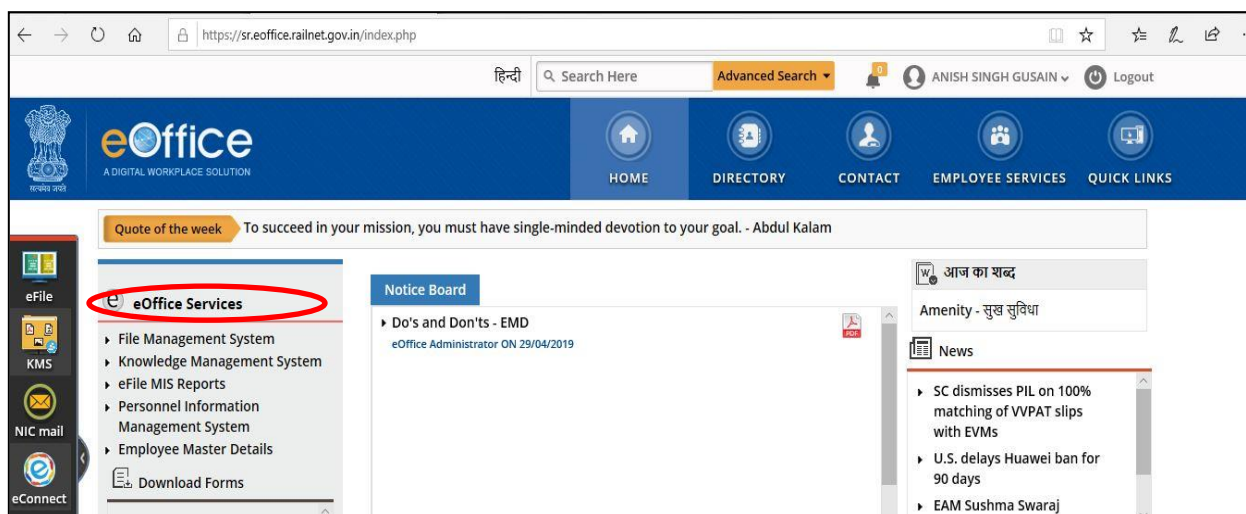 https://sr.eoffice.railnet.gov.in/index.php
हिन्दी Search Here Advanced Search 0 ANISH SINGH GUSAIN Logout
सत्यमेव जयते
eOffice
A DIGITAL WORKPLACE SOLUTION
HOME DIRECTORY CONTACT EMPLOYEE SERVICES QUICK LINKS
Quote of the week To succeed in your mission, you must have single-minded devotion to your goal. - Abdul Kalam
eFile
KMS
NIC mail
eConnect
e eOffice Services
File Management System
Knowledge Management System
eFile MIS Reports
Personnel Information
Management System
Employee Master Details
Download Forms
Notice Board
Do's and Don'ts - EMD
PDF
eOffice Administrator ON 29/04/2019
W आज का शब्द
Amenity - सुख सुविधा
News
SC dismisses PIL on 100%
matching of VVPAT slips
with EVMs
U.S. delays Huawei ban for
90 days
EAM Sushma Swaraj